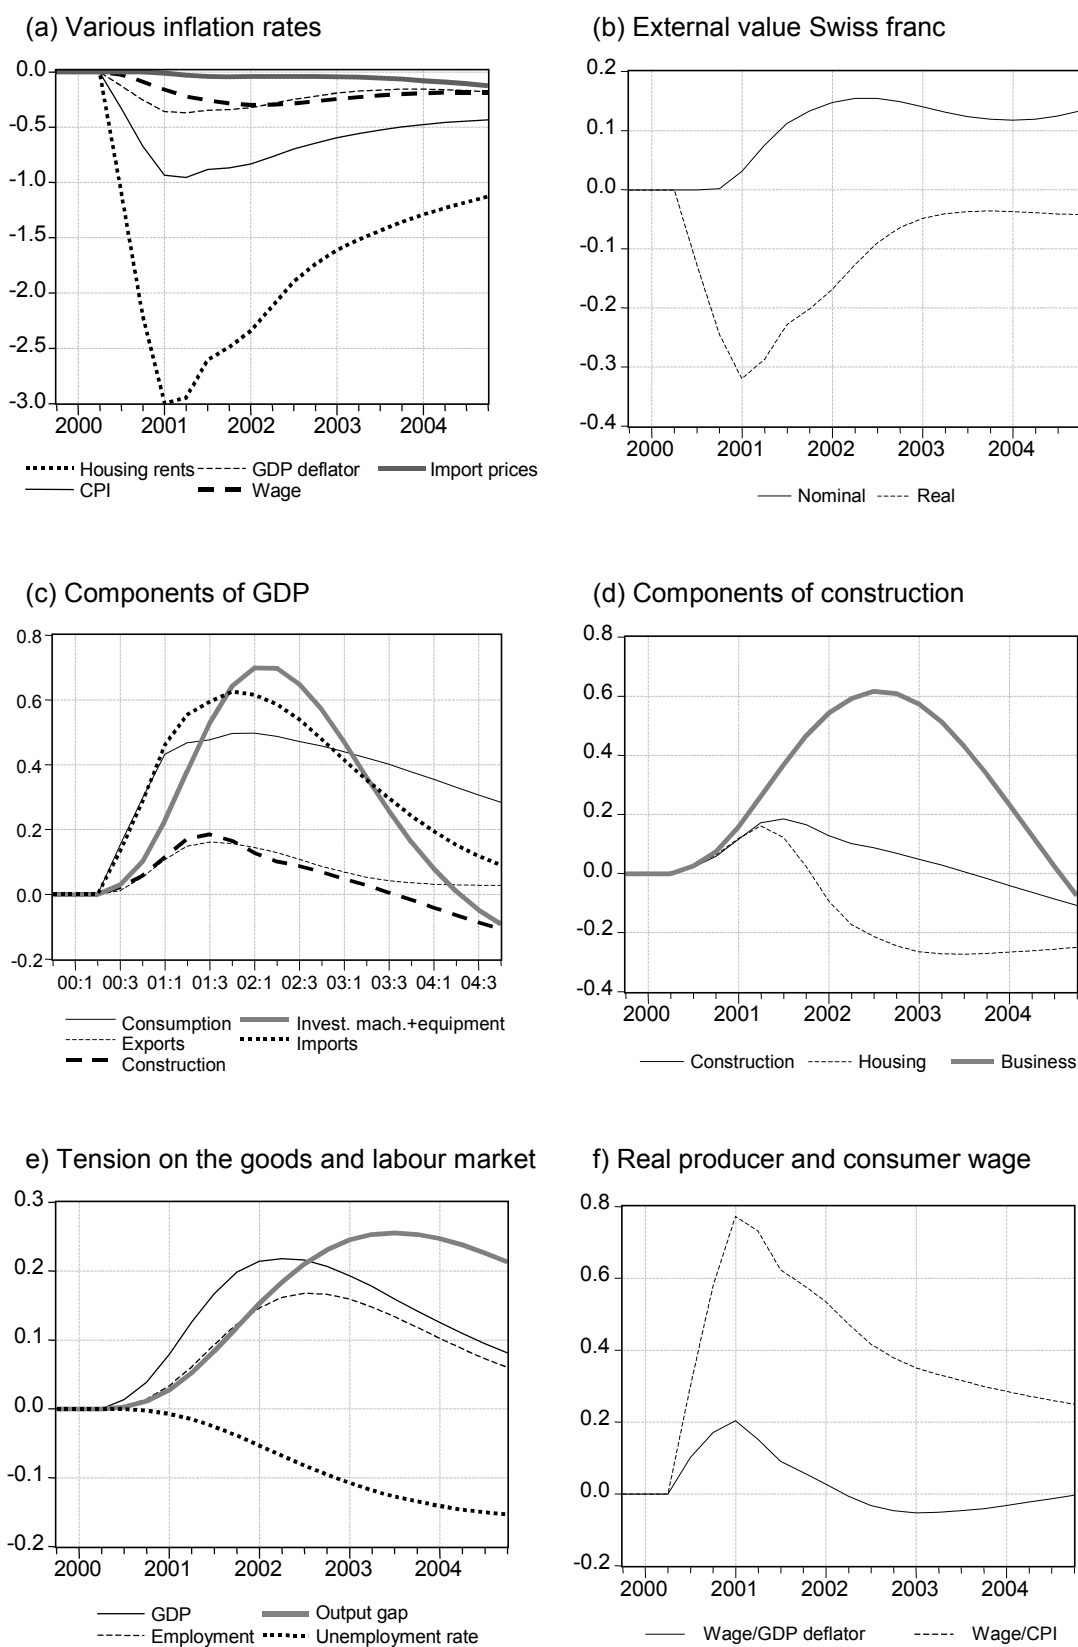 (a) Various inflation rates
0.0
-0.5
-1.0
-1.5
-2.0
-2.5
-3.0
2000 2001 2002 2003 2004
Housing rents GDP deflator Import prices
CPI Wage
(b) External value Swiss franc
0.2
0.1
0.0
-0.1
-0.2
-0.3
-0.4
2000 2001 2002 2003 2004
Nominal Real
(c) Components of GDP
0.8
0.6
0.4
0.2
0.0
-0.2
00:1 00:3 01:1 01:3 02:1 02:3 03:1 03:3 04:1 04:3
Consumption Invest. mach.+equipment
Exports Imports
Construction
(d) Components of construction
0.8
0.6
0.4
0.2
0.0
-0.2
-0.4
2000 2001 2002 2003 2004
Construction Housing Business
e) Tension on the goods and labour market
0.3
0.2
0.1
0.0
-0.1
-0.2
2000 2001 2002 2003 2004
GDP Output gap
Employment Unemployment rate
f) Real producer and consumer wage
0.8
0.6
0.4
0.2
0.0
-0.2
2000 2001 2002 2003 2004
Wage/GDP deflator Wage/CPI